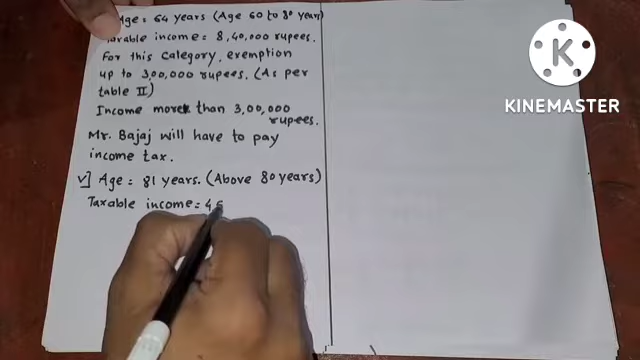 Age = 64 years (Age 60 to 80 years)
Taxable income = 8,40,000 rupees.
For this category, exemption
up to 3,00,000 rupees. (As per
table II)
Income more than 3,00,000
rupees.
Mr. Bajaj will have to pay
income tax.
V] Age = 81 years. (Above 80 years)
Taxable income = 4
K
KINEMASTER